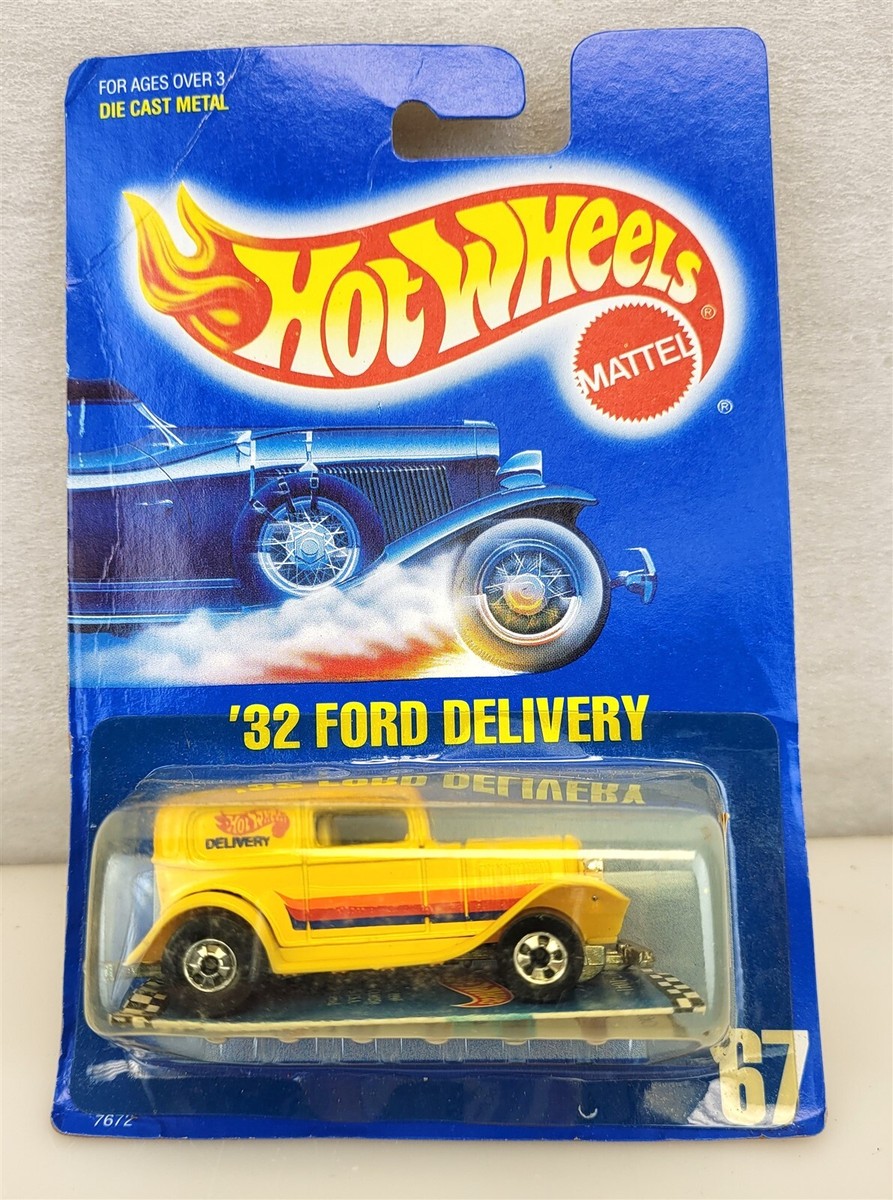 FOR AGES OVER 3
DIE CAST METAL
HOT WHEELS
®
MATTEL
®
'32 FORD DELIVERY
HOT WHEELS
DELIVERY
67
7672